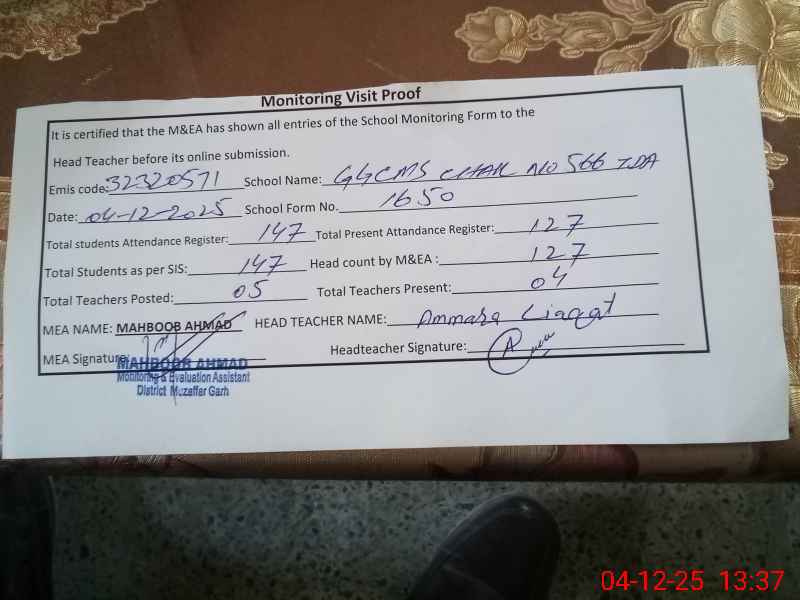 Monitoring Visit Proof
It is certified that the M&EA has shown all entries of the School Monitoring Form to the
Head Teacher before its online submission.
Emis code: 32320571 School Name: GGCMS CHAK NO 566 TDA
Date: 04-12-2025 School Form No. 1650
Total students Attendance Register: 147 Total Present Attandance Register: 127
Total Students as per SIS: 147 Head count by M&EA : 127
Total Teachers Posted: 05 Total Teachers Present: 04
MEA NAME: MAHBOOB AHMAD HEAD TEACHER NAME: Ammara Liaqat
MEA Signature: Headteacher Signature:
MAHBOOB AHMAD
Monitoring & Evaluation Assistant
District Muzaffar Garh
04-12-25 13:37